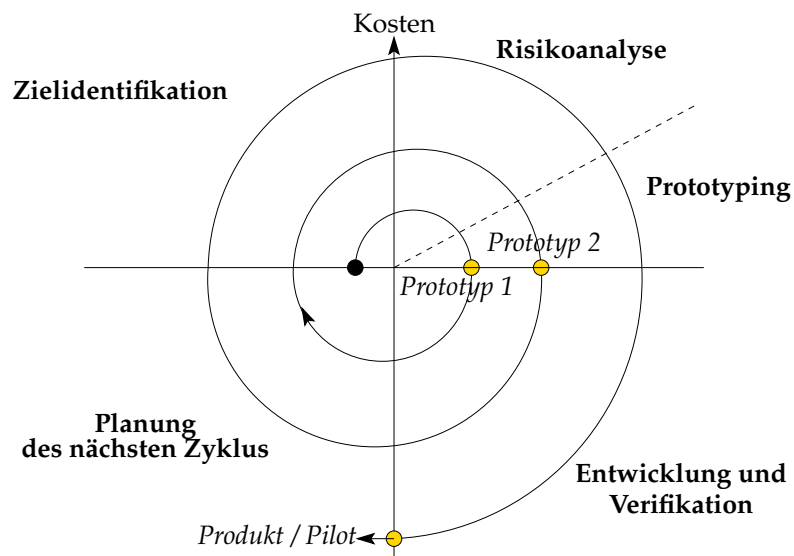 Kosten
Risikoanalyse
Zielidentifikation
Prototyping
Prototyp 2
Prototyp 1
Planung
des nächsten Zyklus
Entwicklung und
Verifikation
Produkt / Pilot